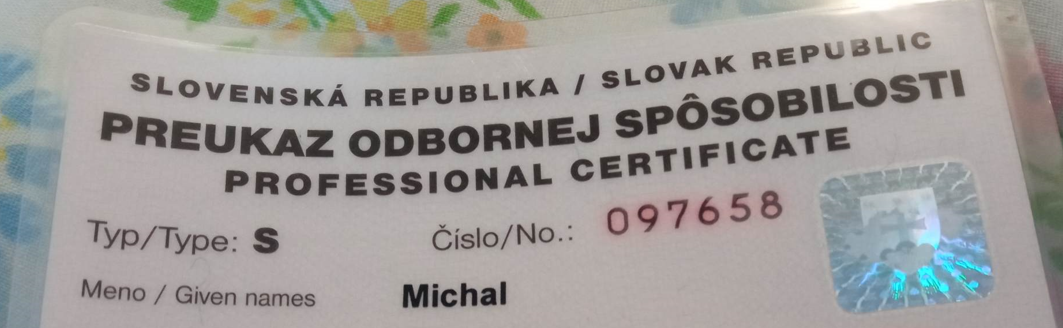 SLOVENSKÁ REPUBLIKA / SLOVAK REPUBLIC
PREUKAZ ODBORNEJ SPÔSOBILOSTI
PROFESSIONAL CERTIFICATE
Typ/Type: S Číslo/No.: 097658
Meno / Given names Michal